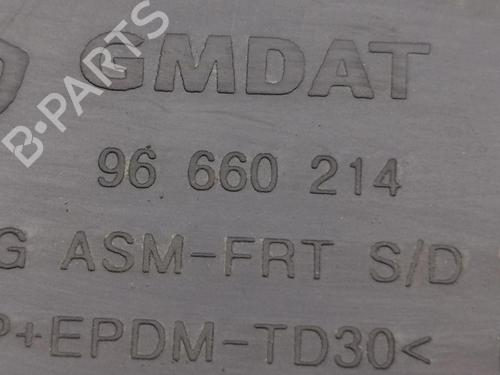 GMDAT
96 660 214
G ASM-FRT S/D
P+EPDM-TD30<
B-PARTS